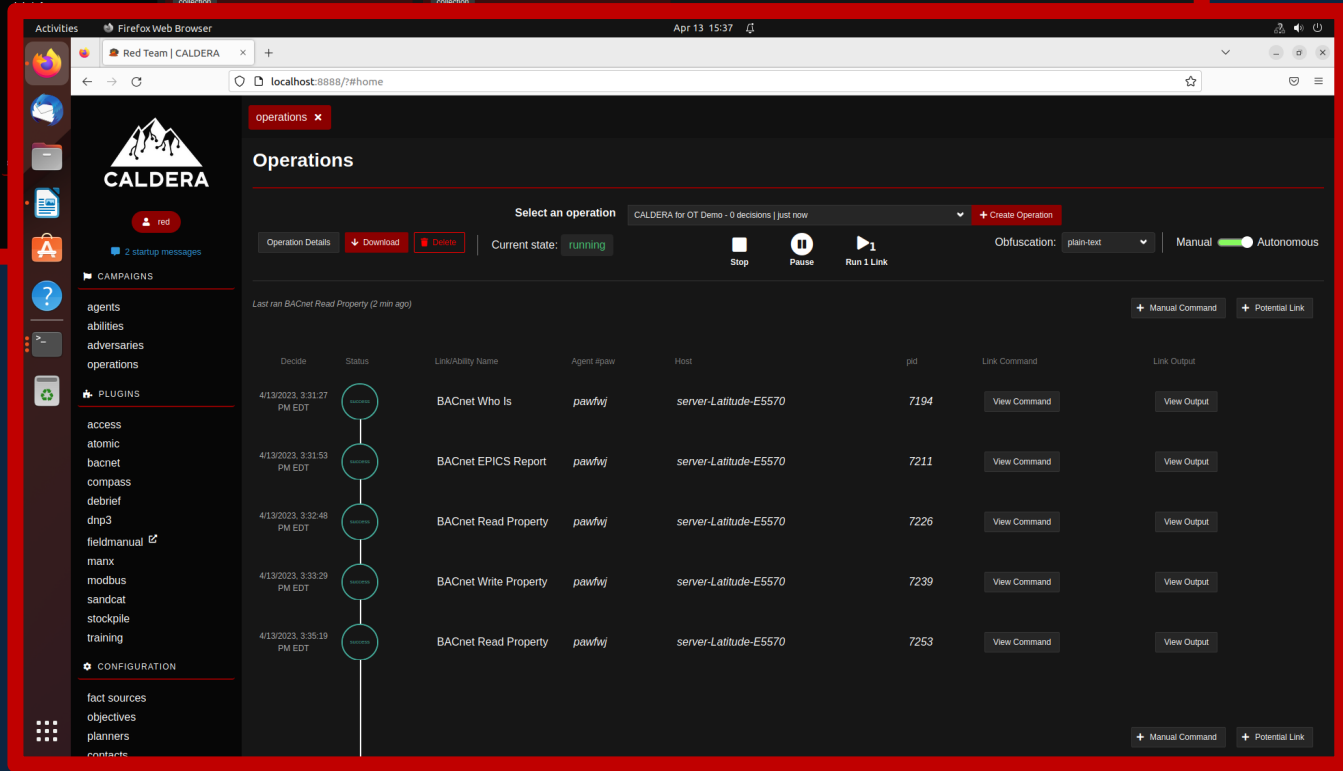 collection
collection
Activities
Firefox Web Browser
Apr 13 15:37
Red Team | CALDERA × +
localhost:8888/?#home
CALDERA
red
2 startup messages
CAMPAIGNS
agents
abilities
adversaries
operations
PLUGINS
access
atomic
bacnet
compass
debrief
dnp3
fieldmanual
manx
modbus
sandcat
stockpile
training
CONFIGURATION
fact sources
objectives
planners
contacts
operations ×
Operations
Select an operation CALDERA for OT Demo - 0 decisions | just now + Create Operation
Operation Details Download Delete Current state: running Stop Pause 1 Run 1 Link Obfuscation: plain-text Manual Autonomous
Last ran BACnet Read Property (2 min ago) + Manual Command + Potential Link
Decide Status Link/Ability Name Agent #paw Host pid Link Command Link Output
4/13/2023, 3:31:27 PM EDT success BACnet Who Is pawfwj server-Latitude-E5570 7194 View Command View Output
4/13/2023, 3:31:53 PM EDT success BACnet EPICS Report pawfwj server-Latitude-E5570 7211 View Command View Output
4/13/2023, 3:32:48 PM EDT success BACnet Read Property pawfwj server-Latitude-E5570 7226 View Command View Output
4/13/2023, 3:33:29 PM EDT success BACnet Write Property pawfwj server-Latitude-E5570 7239 View Command View Output
4/13/2023, 3:35:19 PM EDT success BACnet Read Property pawfwj server-Latitude-E5570 7253 View Command View Output
+ Manual Command + Potential Link